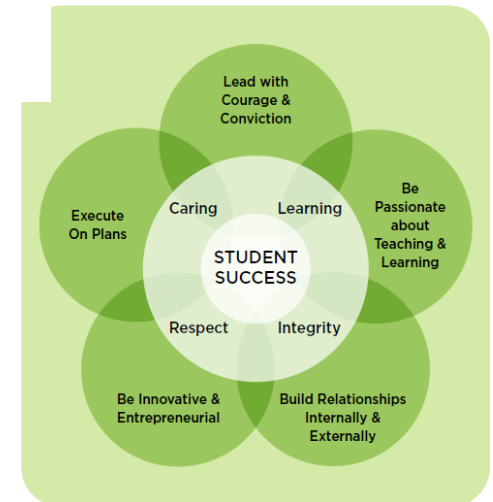 Lead with
Courage &
Conviction
Be
Passionate
about
Teaching &
Learning
Execute
On Plans
Caring
Learning
STUDENT
SUCCESS
Respect
Integrity
Be Innovative &
Entrepreneurial
Build Relationships
Internally &
Externally